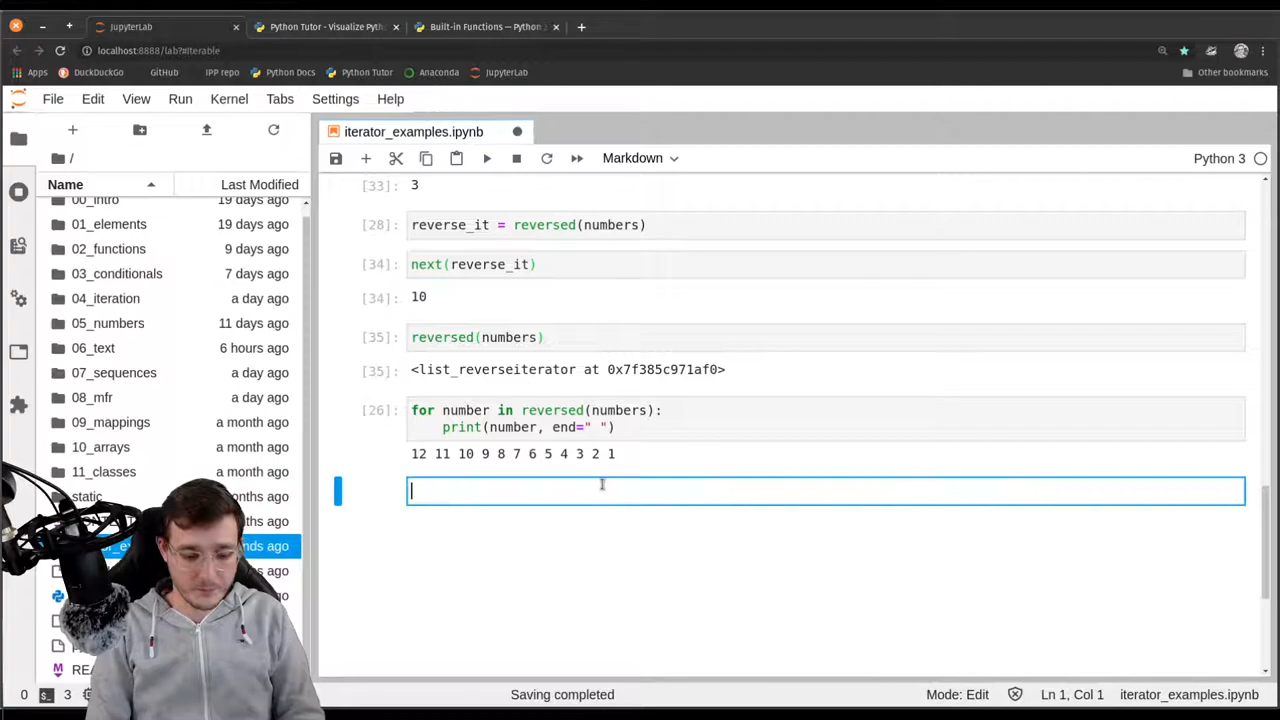 JupyterLab
Python Tutor - Visualize Pyth
Built-in Functions — Python
localhost:8888/lab?#Iterable
Apps DuckDuckGo GitHub IPP repo Python Docs Python Tutor Anaconda JupyterLab Other bookmarks
File Edit View Run Kernel Tabs Settings Help
iterator_examples.ipynb
/
Markdown
Python 3
Name Last Modified
00_intro 19 days ago
01_elements 19 days ago
02_functions 9 days ago
03_conditionals 7 days ago
04_iteration a day ago
05_numbers 11 days ago
06_text 6 hours ago
07_sequences a day ago
08_mfr a day ago
09_mappings a month ago
10_arrays a month ago
11_classes a month ago
static
[33]: 3
[28]: reverse_it = reversed(numbers)
[34]: next(reverse_it)
[34]: 10
[35]: reversed(numbers)
[35]: <list_reverseiterator at 0x7f385c971af0>
[26]: for number in reversed(numbers):
print(number, end=" ")
12 11 10 9 8 7 6 5 4 3 2 1
0 3
Saving completed
Mode: Edit
Ln 1, Col 1
iterator_examples.ipynb